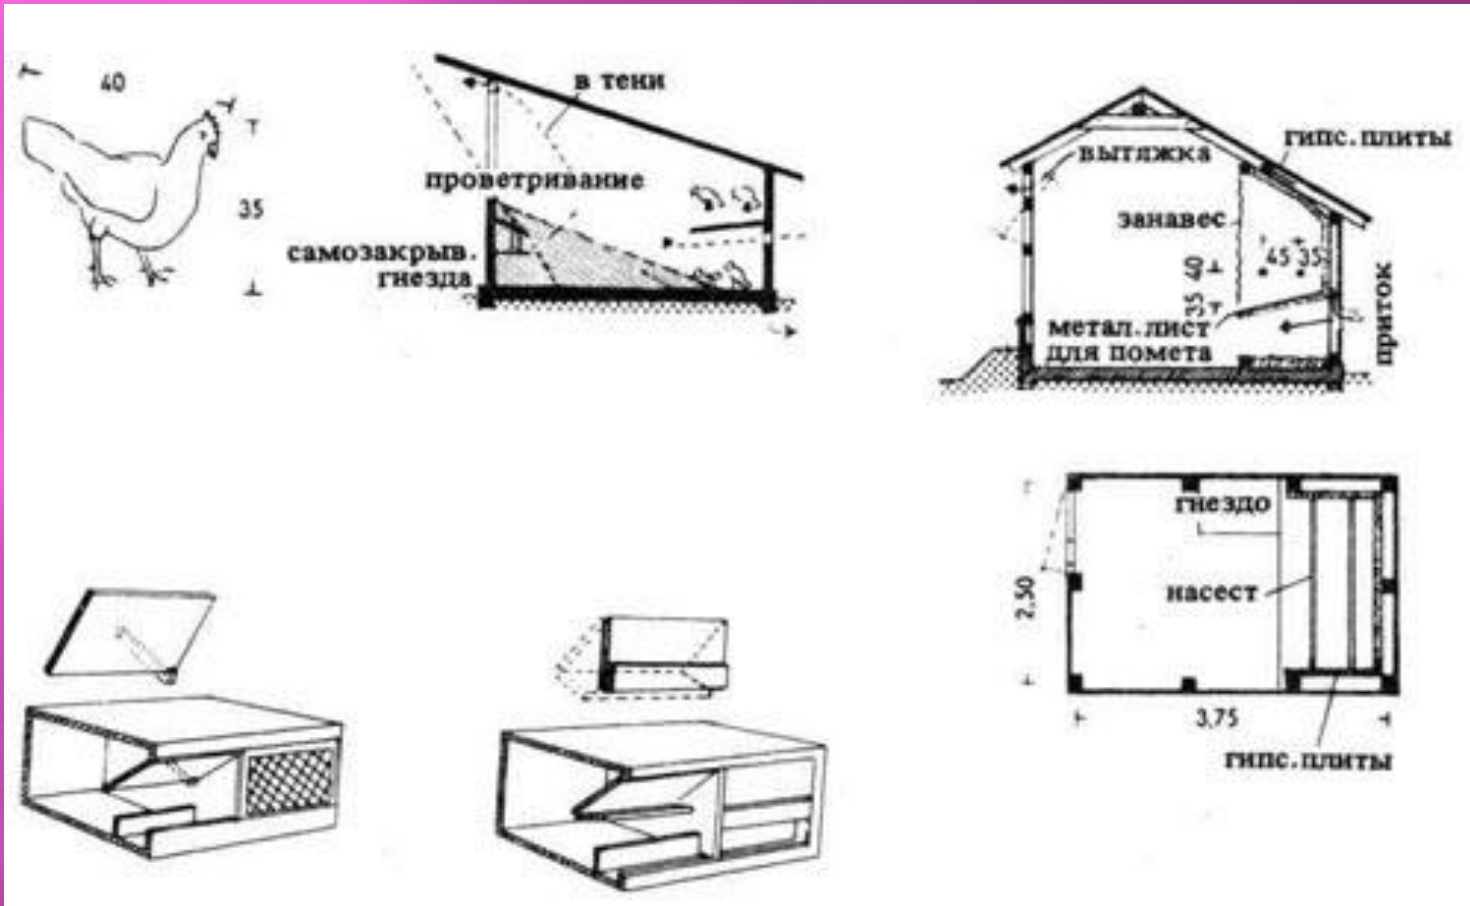 40
35
в тени
проветривание
самозакрыв.
гнезда
гипс.плиты
вытяжка
занавес
45 35
40
35
метал.лист
для помета
приток
гнездо
насест
2,50
3,75
гипс.плиты